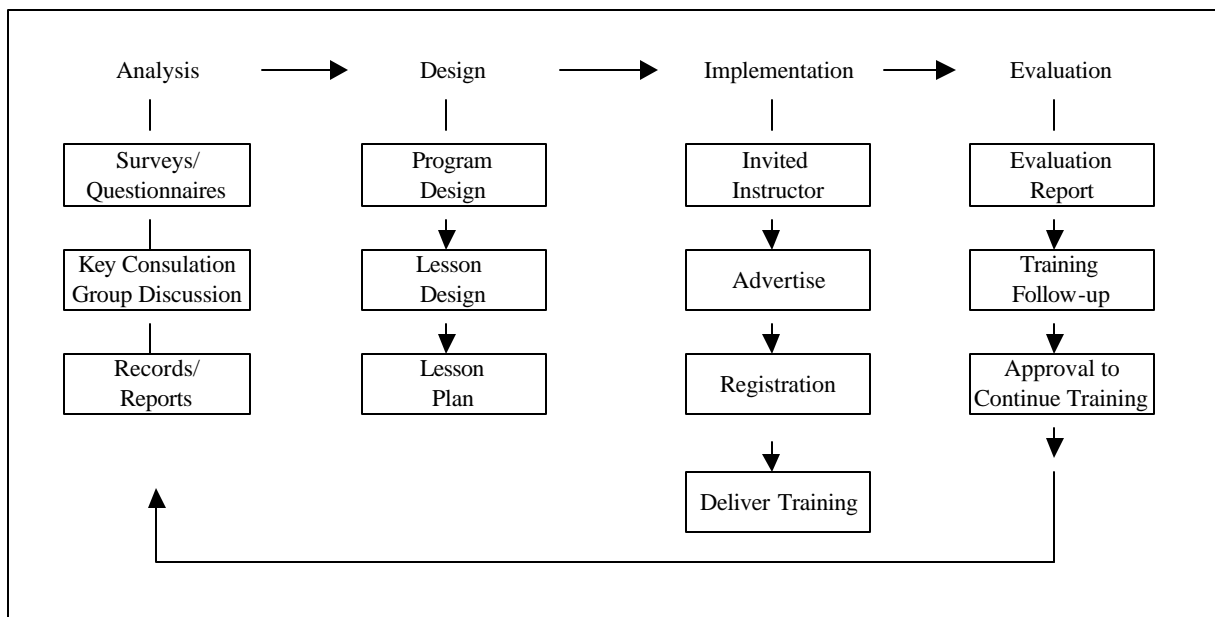 Analysis
Design
Implementation
Evaluation
Surveys/
Questionnaires
Key Consulation
Group Discussion
Records/
Reports
Program
Design
Lesson
Design
Lesson
Plan
Invited
Instructor
Advertise
Registration
Deliver Training
Evaluation
Report
Training
Follow-up
Approval to
Continue Training